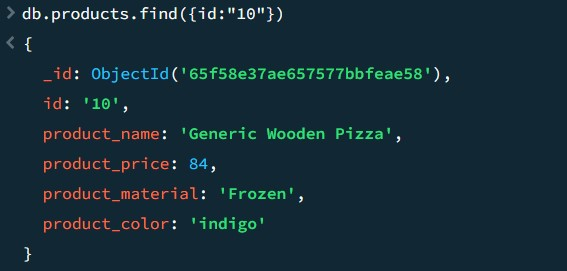 > db.products.find({id:"10"})
< {
_id: ObjectId('65f58e37ae657577bbfeae58'),
id: '10',
product_name: 'Generic Wooden Pizza',
product_price: 84,
product_material: 'Frozen',
product_color: 'indigo'
}